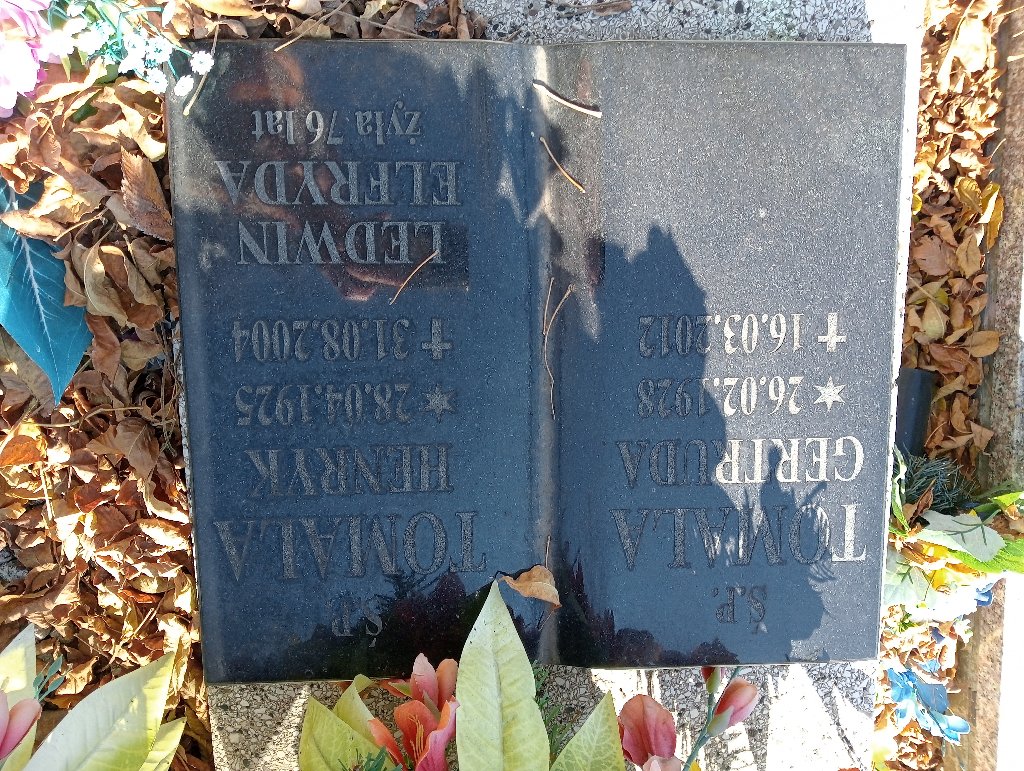 Ś.P.
TOMALA
GERTRUDA
26.02.1928
16.03.2012
Ś.P.
TOMALA
HENRYK
28.04.1925
31.08.2004
LEDWIN
ELFRYDA
żyła 76 lat